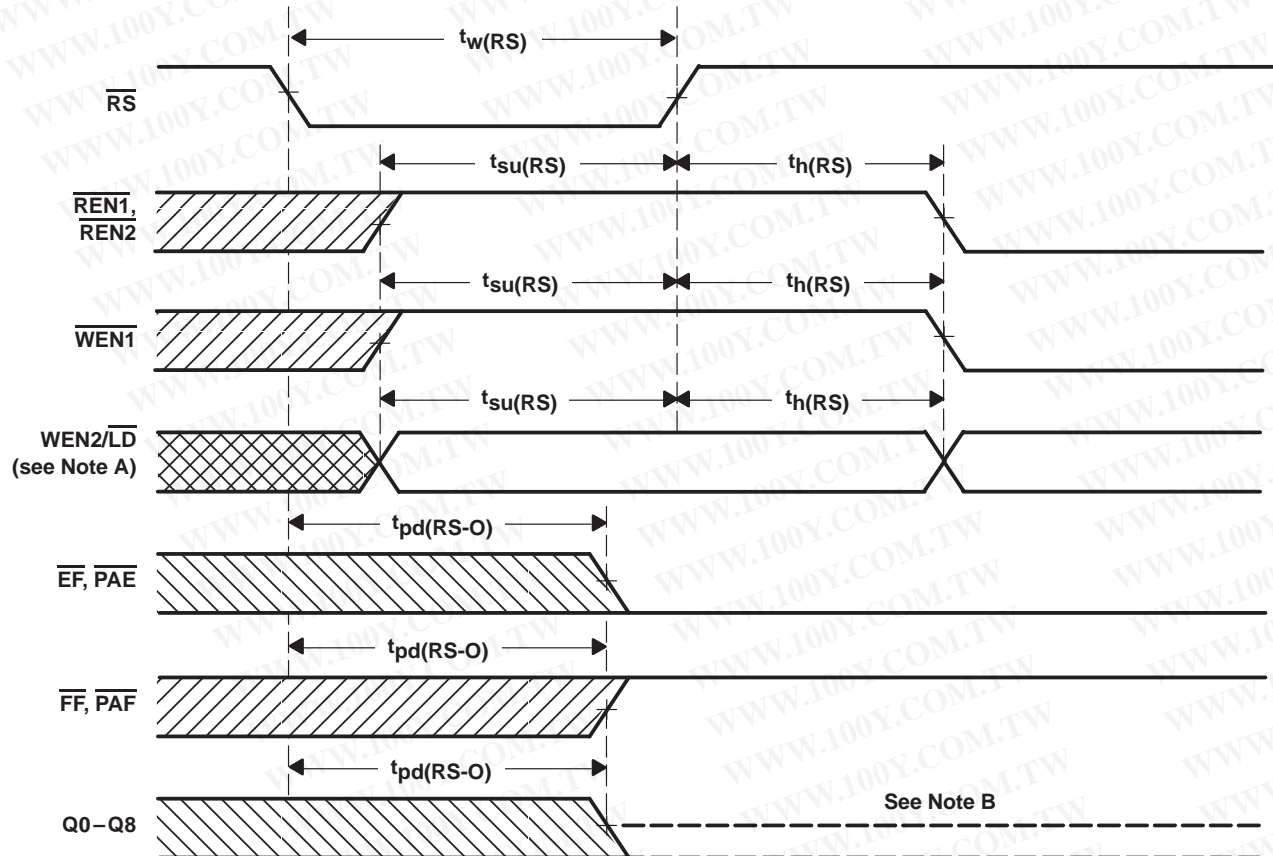 tw(RS)
RS
tsu(RS)
th(RS)
REN1,
REN2
tsu(RS)
th(RS)
WEN1
tsu(RS)
th(RS)
WEN2/LD
(see Note A)
tpd(RS-O)
EF, PAE
tpd(RS-O)
FF, PAF
tpd(RS-O)
See Note B
Q0–Q8
WWW.100Y.COM.TW